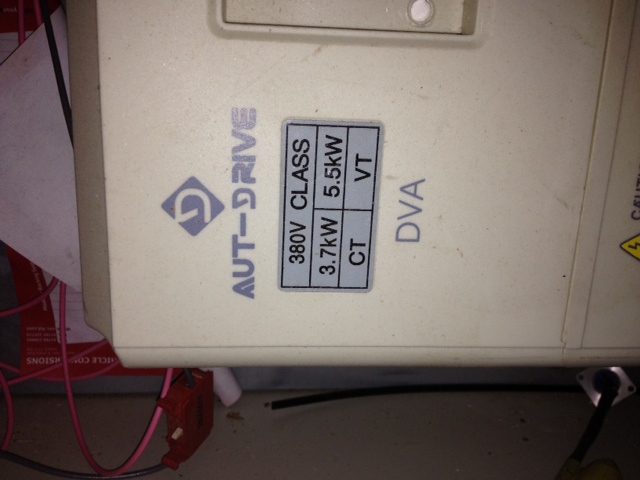 AUT-DRIVE
380V CLASS
3.7kW 5.5kW
CT VT
DVA